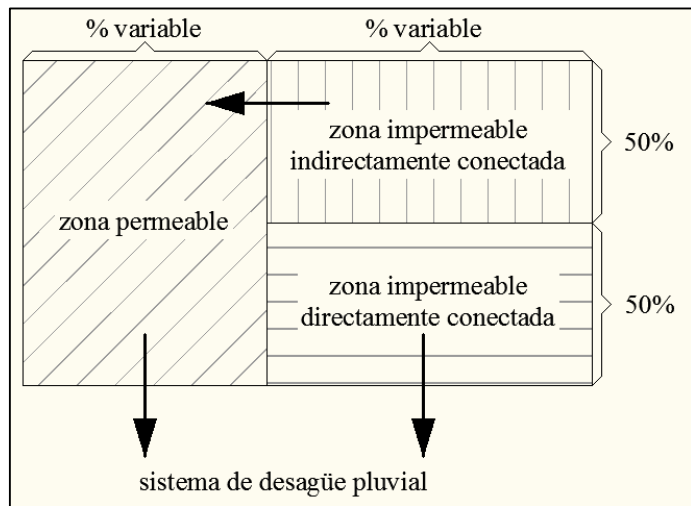 % variable
% variable
zona impermeable
indirectamente conectada
50%
zona permeable
zona impermeable
directamente conectada
50%
sistema de desagüe pluvial